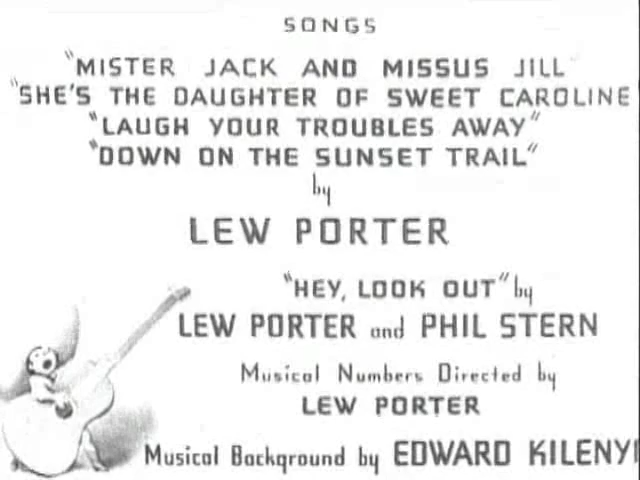 SONGS
"MISTER JACK AND MISSUS JILL"
"SHE'S THE DAUGHTER OF SWEET CAROLINE
"LAUGH YOUR TROUBLES AWAY"
"DOWN ON THE SUNSET TRAIL"
by
LEW PORTER
"HEY, LOOK OUT" by
LEW PORTER and PHIL STERN
Musical Numbers Directed by
LEW PORTER
Musical Background by EDWARD KILENYI